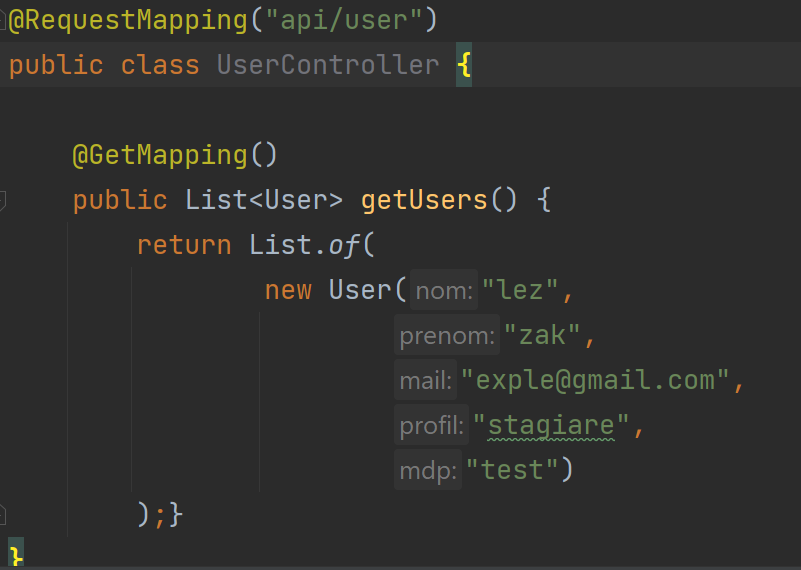 @RequestMapping("api/user")
public class UserController {
@GetMapping()
public List<User> getUsers() {
return List.of(
new User( nom: "lez",
prenom: "zak",
mail: "exple@gmail.com",
profil: "stagiare",
mdp: "test")
);}
}